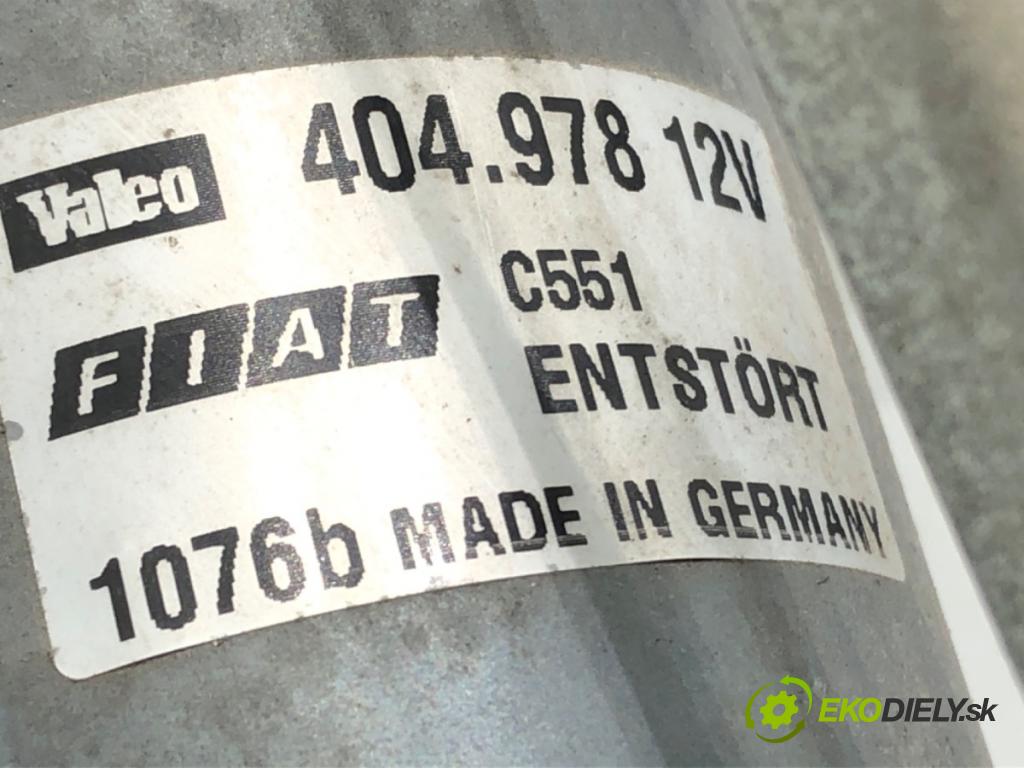 Valeo 404.978 12V
FIAT C551
ENTSTÖRT
1076b MADE IN GERMANY
EKODIELY.sk